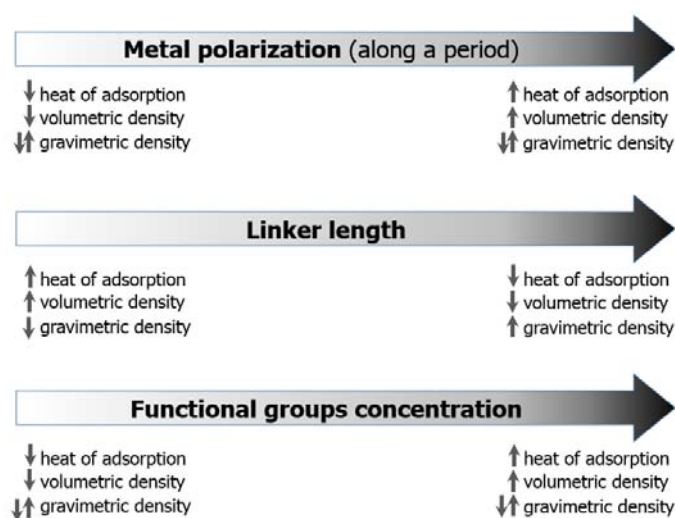 Metal polarization (along a period)
↓ heat of adsorption ↑ heat of adsorption
↓ volumetric density ↑ volumetric density
↓↑ gravimetric density ↓↑ gravimetric density
Linker length
↑ heat of adsorption ↓ heat of adsorption
↑ volumetric density ↓ volumetric density
↓ gravimetric density ↑ gravimetric density
Functional groups concentration
↓ heat of adsorption ↑ heat of adsorption
↓ volumetric density ↑ volumetric density
↓↑ gravimetric density ↓↑ gravimetric density